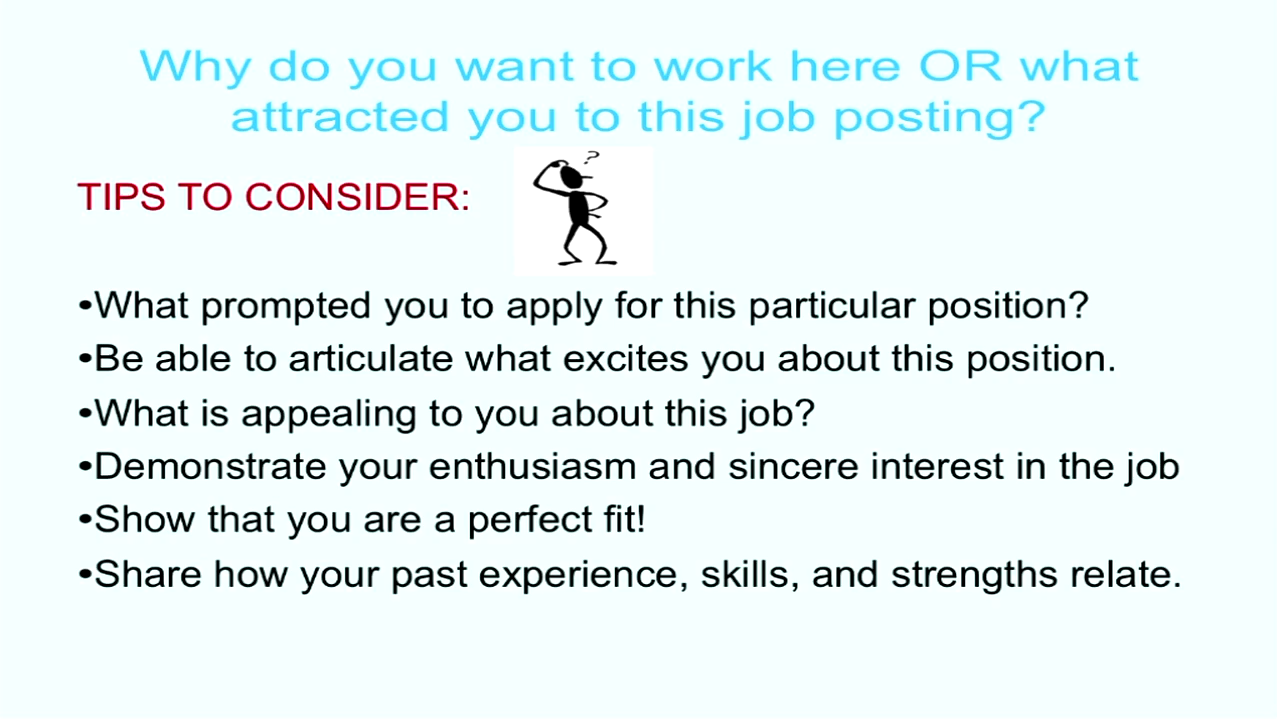 Why do you want to work here OR what
attracted you to this job posting?
?
TIPS TO CONSIDER:
•What prompted you to apply for this particular position?
•Be able to articulate what excites you about this position.
•What is appealing to you about this job?
•Demonstrate your enthusiasm and sincere interest in the job
•Show that you are a perfect fit!
•Share how your past experience, skills, and strengths relate.